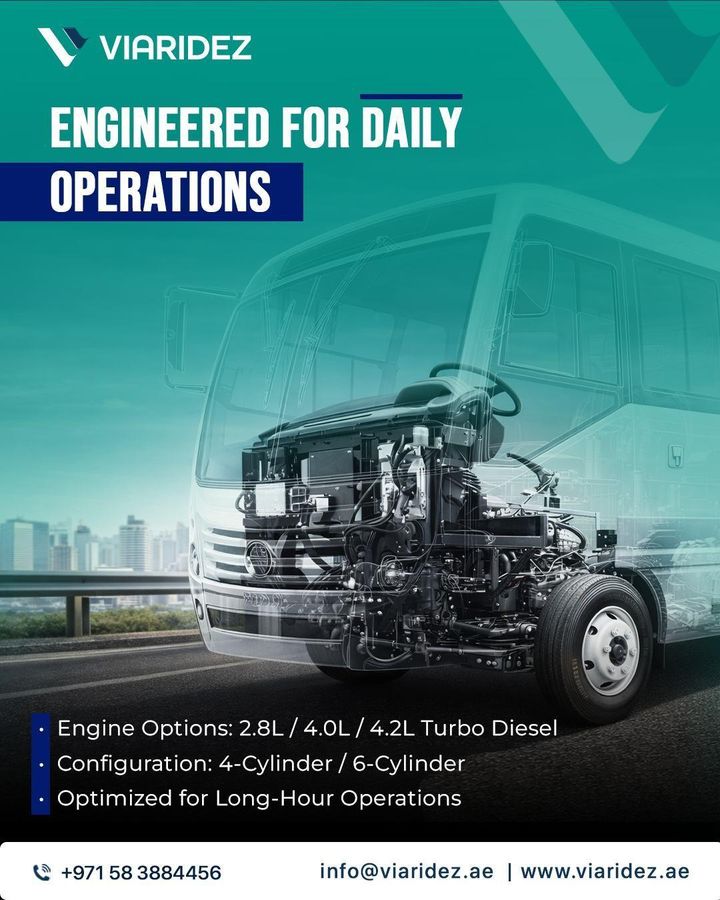 VIARIDEZ
ENGINEERED FOR DAILY
OPERATIONS
• Engine Options: 2.8L / 4.0L / 4.2L Turbo Diesel
• Configuration: 4-Cylinder / 6-Cylinder
• Optimized for Long-Hour Operations
+971 58 3884456
info@viaridez.ae | www.viaridez.ae